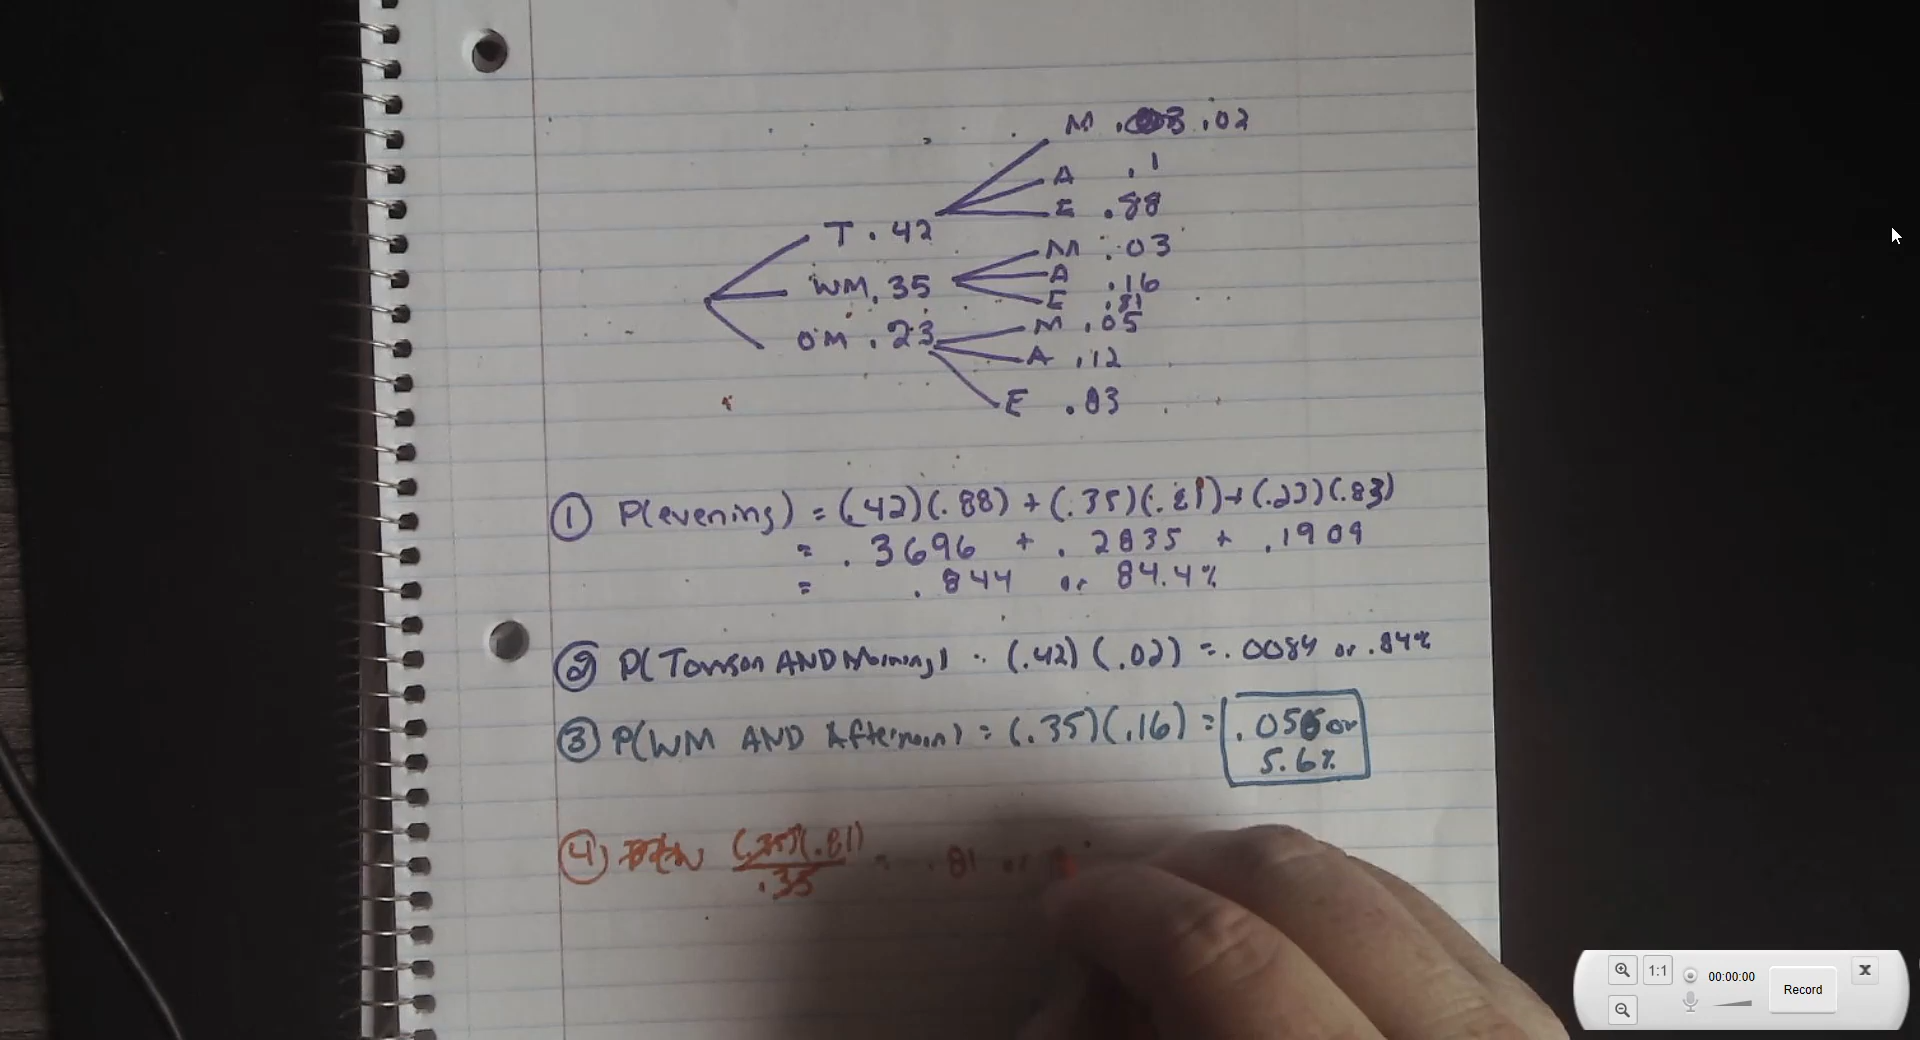 M .03 .02
A .1
E .88
T .42
M .03
WM .35
A .16
E .81
M .05
OM .23
A .12
E .83
① P(evening) = (.42)(.88) + (.35)(.81) + (.23)(.83)
= .3696 + .2835 + .1909
= .844 or 84.4%
② P(Towson AND Morning) = (.42)(.02) = .0084 or .84%
③ P(WM AND Afternoon) = (.35)(.16) = .056 or
5.6%
④ (.35)(.81)
.35
= .81 or
1:1
00:00:00
Record
X